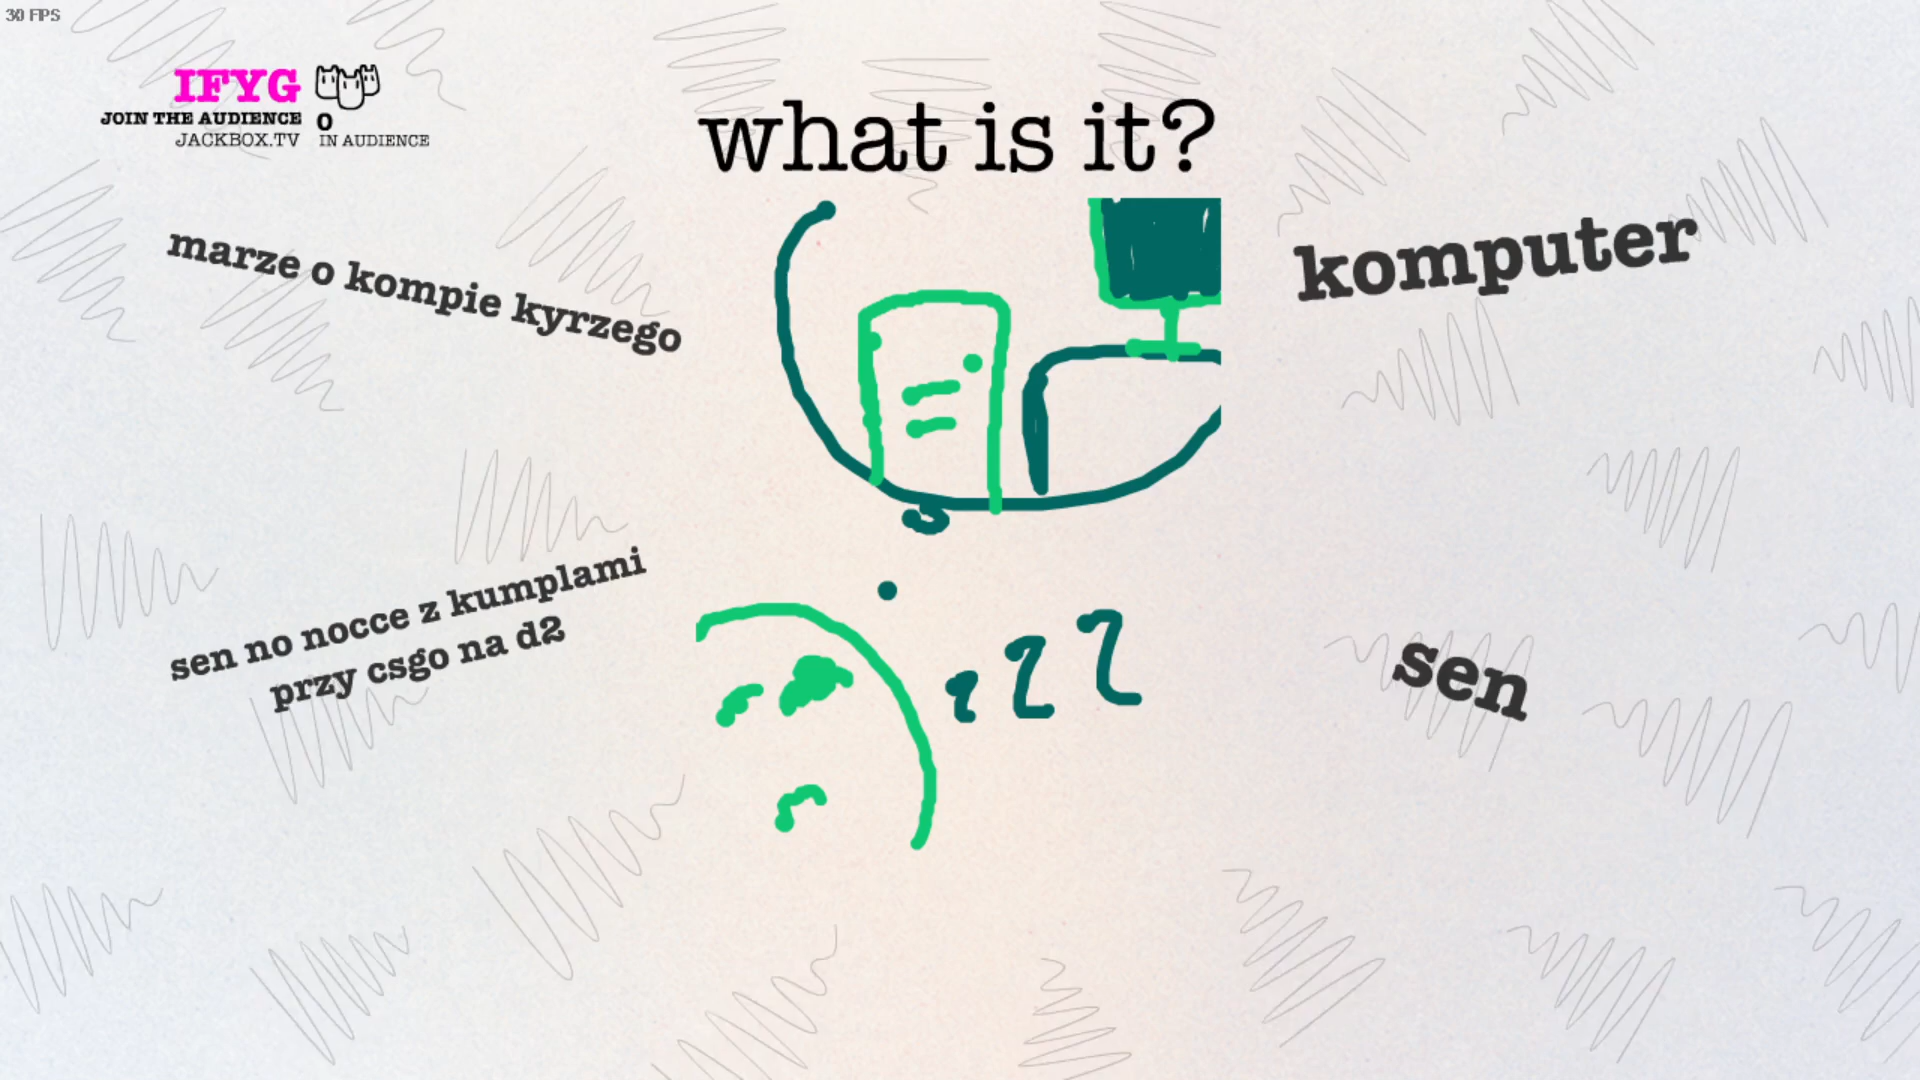 30 FPS
IFYG
JOIN THE AUDIENCE
JACKBOX.TV
0
IN AUDIENCE
what is it?
marze o kompie kyrzego
komputer
sen no nocce z kumplami
przy csgo na d2
sen
z z z